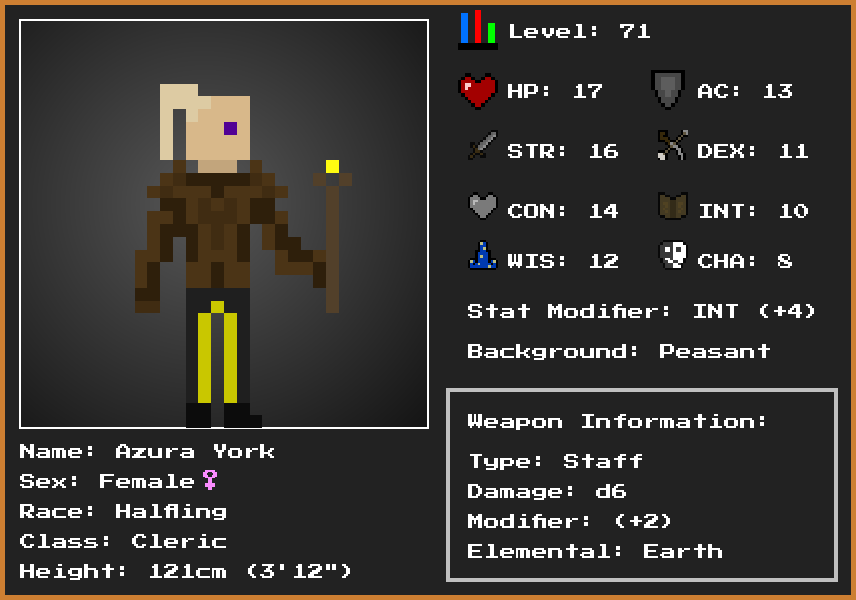 Level: 71
HP: 17
AC: 13
STR: 16
DEX: 11
CON: 14
INT: 10
WIS: 12
CHA: 8
Stat Modifier: INT (+4)
Background: Peasant
Weapon Information:
Type: Staff
Damage: d6
Modifier: (+2)
Elemental: Earth
Name: Azura York
Sex: Female♀
Race: Halfling
Class: Cleric
Height: 121cm (3'12")